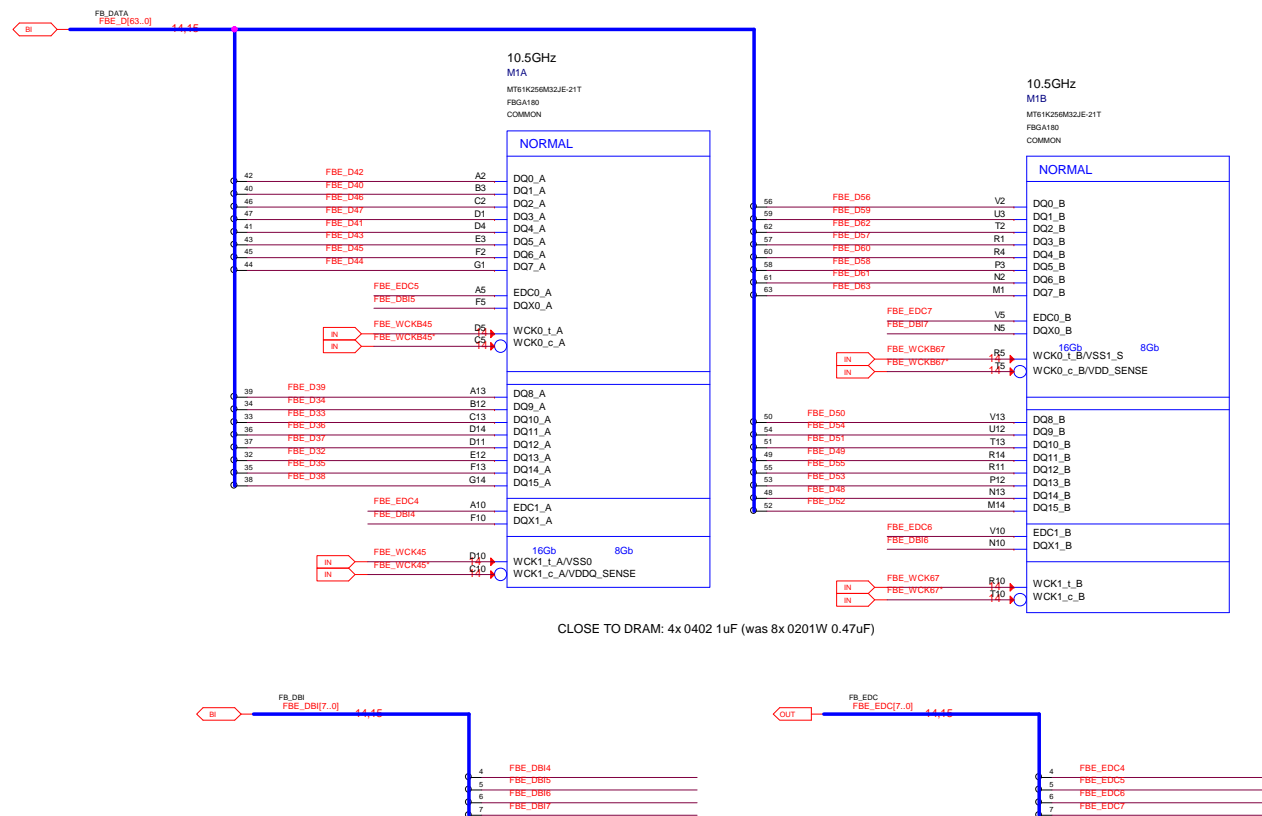 FB_DATA
BI FBE_D[63..0] 14,15
10.5GHz
M1A
MT61K256M32JE-21T
FBGA180
COMMON
NORMAL
42 FBE_D42 A2 DQ0_A
40 FBE_D40 B3 DQ1_A
46 FBE_D46 C2 DQ2_A
47 FBE_D47 D1 DQ3_A
41 FBE_D41 D4 DQ4_A
43 FBE_D43 E3 DQ5_A
45 FBE_D45 F2 DQ6_A
44 FBE_D44 G1 DQ7_A
FBE_EDC5 A5 EDC0_A
FBE_DBI5 F5 DQX0_A
IN FBE_WCKB45 14 D5 WCK0_t_A
IN FBE_WCKB45* 14 C5 WCK0_c_A
39 FBE_D39 A13 DQ8_A
34 FBE_D34 B12 DQ9_A
33 FBE_D33 C13 DQ10_A
36 FBE_D36 D14 DQ11_A
37 FBE_D37 D11 DQ12_A
32 FBE_D32 E12 DQ13_A
35 FBE_D35 F13 DQ14_A
38 FBE_D38 G14 DQ15_A
FBE_EDC4 A10 EDC1_A
FBE_DBI4 F10 DQX1_A
16Gb 8Gb
IN FBE_WCK45 14 D10 WCK1_t_A/VSS0
IN FBE_WCK45* 14 C10 WCK1_c_A/VDDQ_SENSE
10.5GHz
M1B
MT61K256M32JE-21T
FBGA180
COMMON
NORMAL
56 FBE_D56 V2 DQ0_B
59 FBE_D59 U3 DQ1_B
62 FBE_D62 T2 DQ2_B
57 FBE_D57 R1 DQ3_B
60 FBE_D60 R4 DQ4_B
58 FBE_D58 P3 DQ5_B
61 FBE_D61 N2 DQ6_B
63 FBE_D63 M1 DQ7_B
FBE_EDC7 V5 EDC0_B
FBE_DBI7 N5 DQX0_B
16Gb 8Gb
IN FBE_WCKB67 14 R5 WCK0_t_B/VSS1_S
IN FBE_WCKB67* 14 T5 WCK0_c_B/VDD_SENSE
50 FBE_D50 V13 DQ8_B
54 FBE_D54 U12 DQ9_B
51 FBE_D51 T13 DQ10_B
49 FBE_D49 R14 DQ11_B
55 FBE_D55 R11 DQ12_B
53 FBE_D53 P12 DQ13_B
48 FBE_D48 N13 DQ14_B
52 FBE_D52 M14 DQ15_B
FBE_EDC6 V10 EDC1_B
FBE_DBI6 N10 DQX1_B
IN FBE_WCK67 14 R10 WCK1_t_B
IN FBE_WCK67* 14 T10 WCK1_c_B
CLOSE TO DRAM: 4x 0402 1uF (was 8x 0201W 0.47uF)
FB_DBI
BI FBE_DBI[7..0] 14,15
4 FBE_DBI4
5 FBE_DBI5
6 FBE_DBI6
7 FBE_DBI7
FB_EDC
OUT FBE_EDC[7..0] 14,15
4 FBE_EDC4
5 FBE_EDC5
6 FBE_EDC6
7 FBE_EDC7